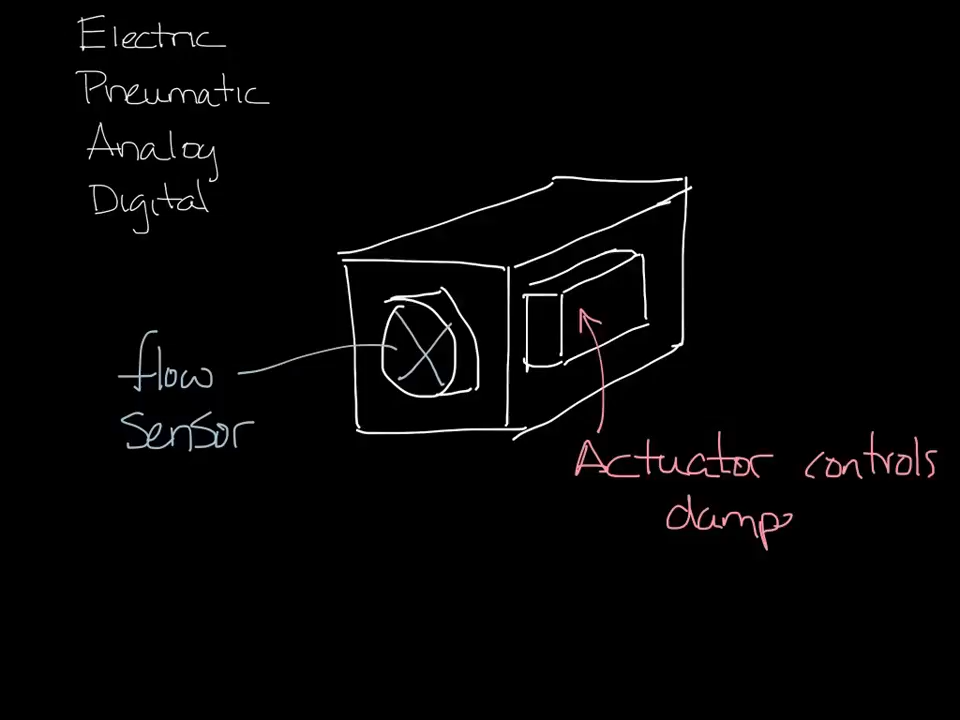 Electric
Pneumatic
Analog
Digital
flow
sensor
Actuator controls
damp